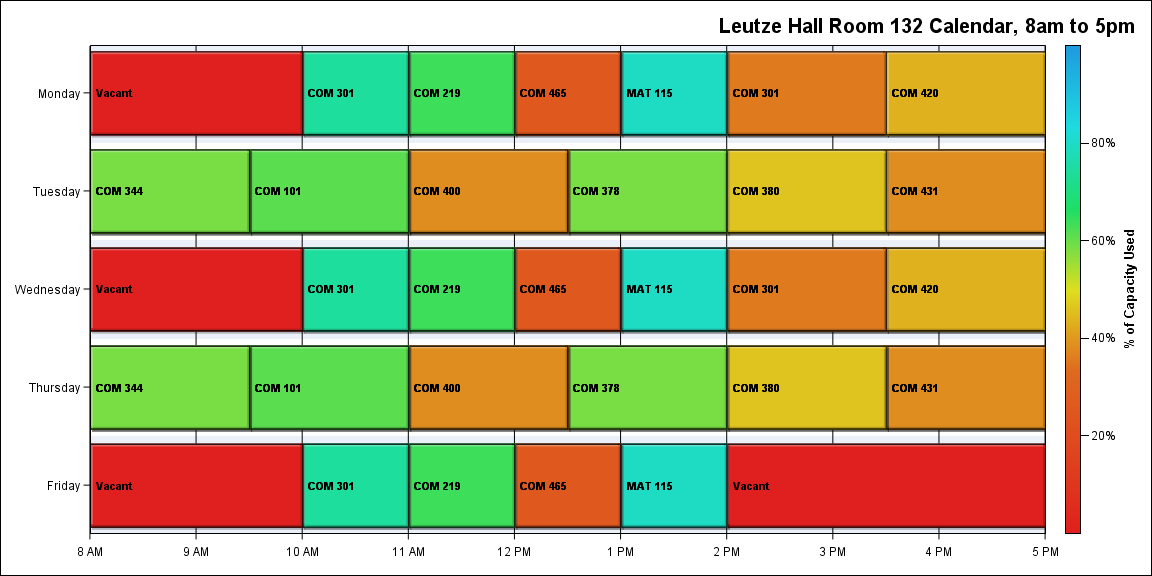 Leutze Hall Room 132 Calendar, 8am to 5pm
Monday
Vacant
COM 301
COM 219
COM 465
MAT 115
COM 301
COM 420
Tuesday
COM 344
COM 101
COM 400
COM 378
COM 380
COM 431
Wednesday
Vacant
COM 301
COM 219
COM 465
MAT 115
COM 301
COM 420
Thursday
COM 344
COM 101
COM 400
COM 378
COM 380
COM 431
Friday
Vacant
COM 301
COM 219
COM 465
MAT 115
Vacant
8 AM
9 AM
10 AM
11 AM
12 PM
1 PM
2 PM
3 PM
4 PM
5 PM
80%
60%
40%
20%
% of Capacity Used